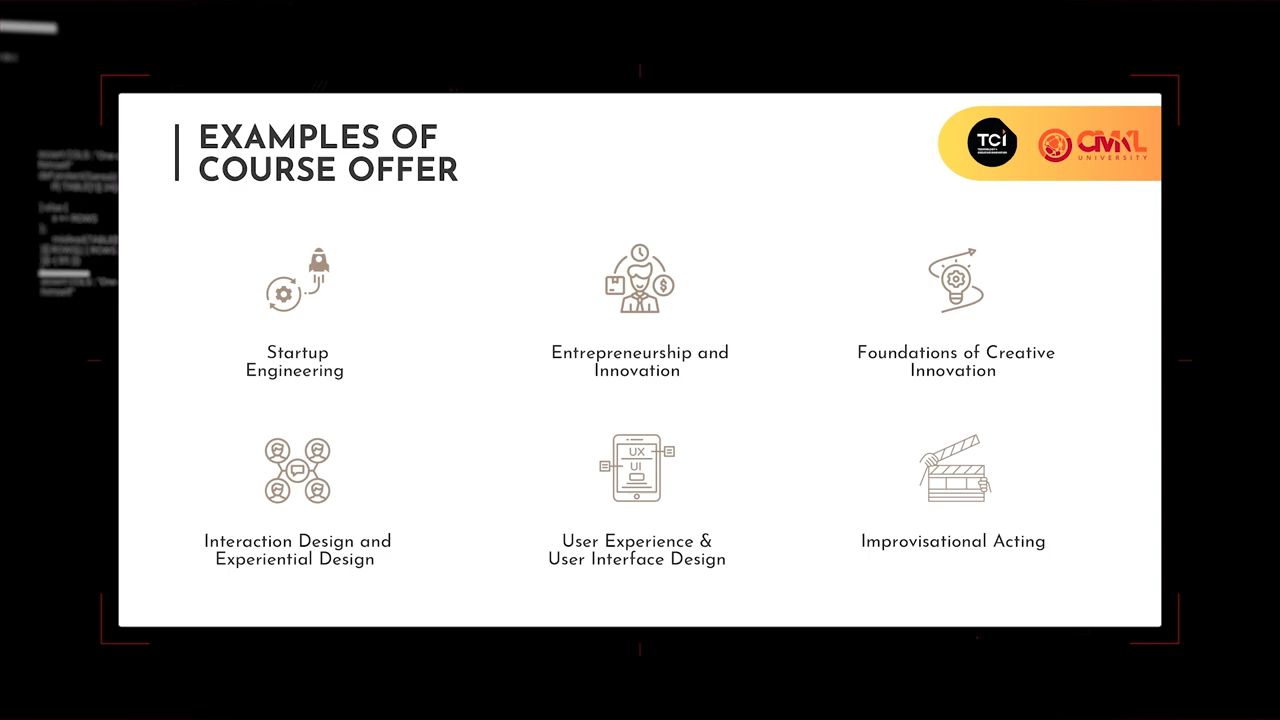 EXAMPLES OF
COURSE OFFER
TCi
CMKL
UNIVERSITY
Startup
Engineering
Entrepreneurship and
Innovation
Foundations of Creative
Innovation
UX
UI
Interaction Design and
Experiential Design
User Experience &
User Interface Design
Improvisational Acting